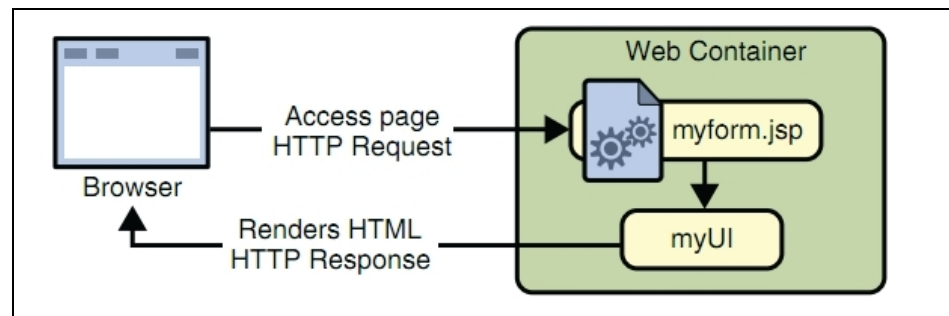 Web Container
Access page
HTTP Request
myform.jsp
Browser
Renders HTML
HTTP Response
myUI